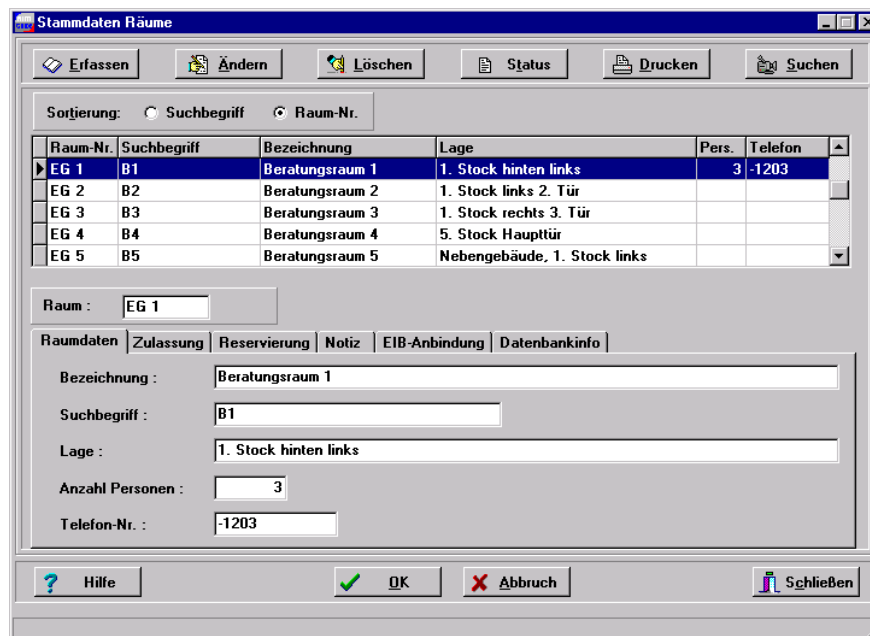 Stammdaten Räume
Erfassen Ändern Löschen Status Drucken Suchen
Sortierung: Suchbegriff Raum-Nr.
Raum-Nr. Suchbegriff Bezeichnung Lage Pers. Telefon
EG 1 B1 Beratungsraum 1 1. Stock hinten links 3 -1203
EG 2 B2 Beratungsraum 2 1. Stock links 2. Tür
EG 3 B3 Beratungsraum 3 1. Stock rechts 3. Tür
EG 4 B4 Beratungsraum 4 5. Stock Haupttür
EG 5 B5 Beratungsraum 5 Nebengebäude, 1. Stock links
Raum : EG 1
Raumdaten Zulassung Reservierung Notiz EIB-Anbindung Datenbankinfo
Bezeichnung : Beratungsraum 1
Suchbegriff : B1
Lage : 1. Stock hinten links
Anzahl Personen : 3
Telefon-Nr. : -1203
Hilfe OK Abbruch Schließen